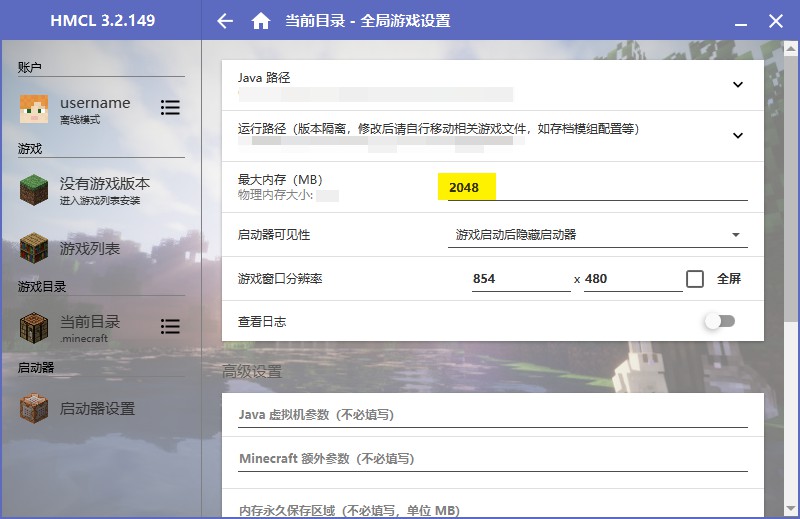 HMCL 3.2.149
当前目录 - 全局游戏设置
账户
username
离线模式
游戏
没有游戏版本
进入游戏列表安装
游戏列表
游戏目录
当前目录
.minecraft
启动器
启动器设置
Java 路径
运行路径（版本隔离，修改后请自行移动相关游戏文件，如存档模组配置等）
最大内存（MB）
物理内存大小:
2048
启动器可见性
游戏启动后隐藏启动器
游戏窗口分辨率
854 x 480
全屏
查看日志
高级设置
Java 虚拟机参数（不必填写）
Minecraft 额外参数（不必填写）
内存永久保存区域（不必填写，单位 MB）